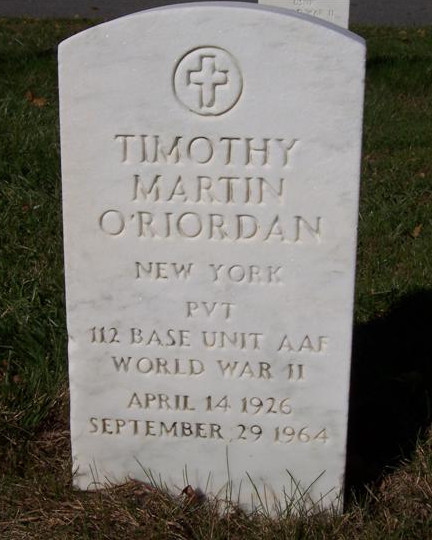 TIMOTHY
MARTIN
O'RIORDAN
NEW YORK
PVT
112 BASE UNIT AAF
WORLD WAR II
APRIL 14 1926
SEPTEMBER 29 1964